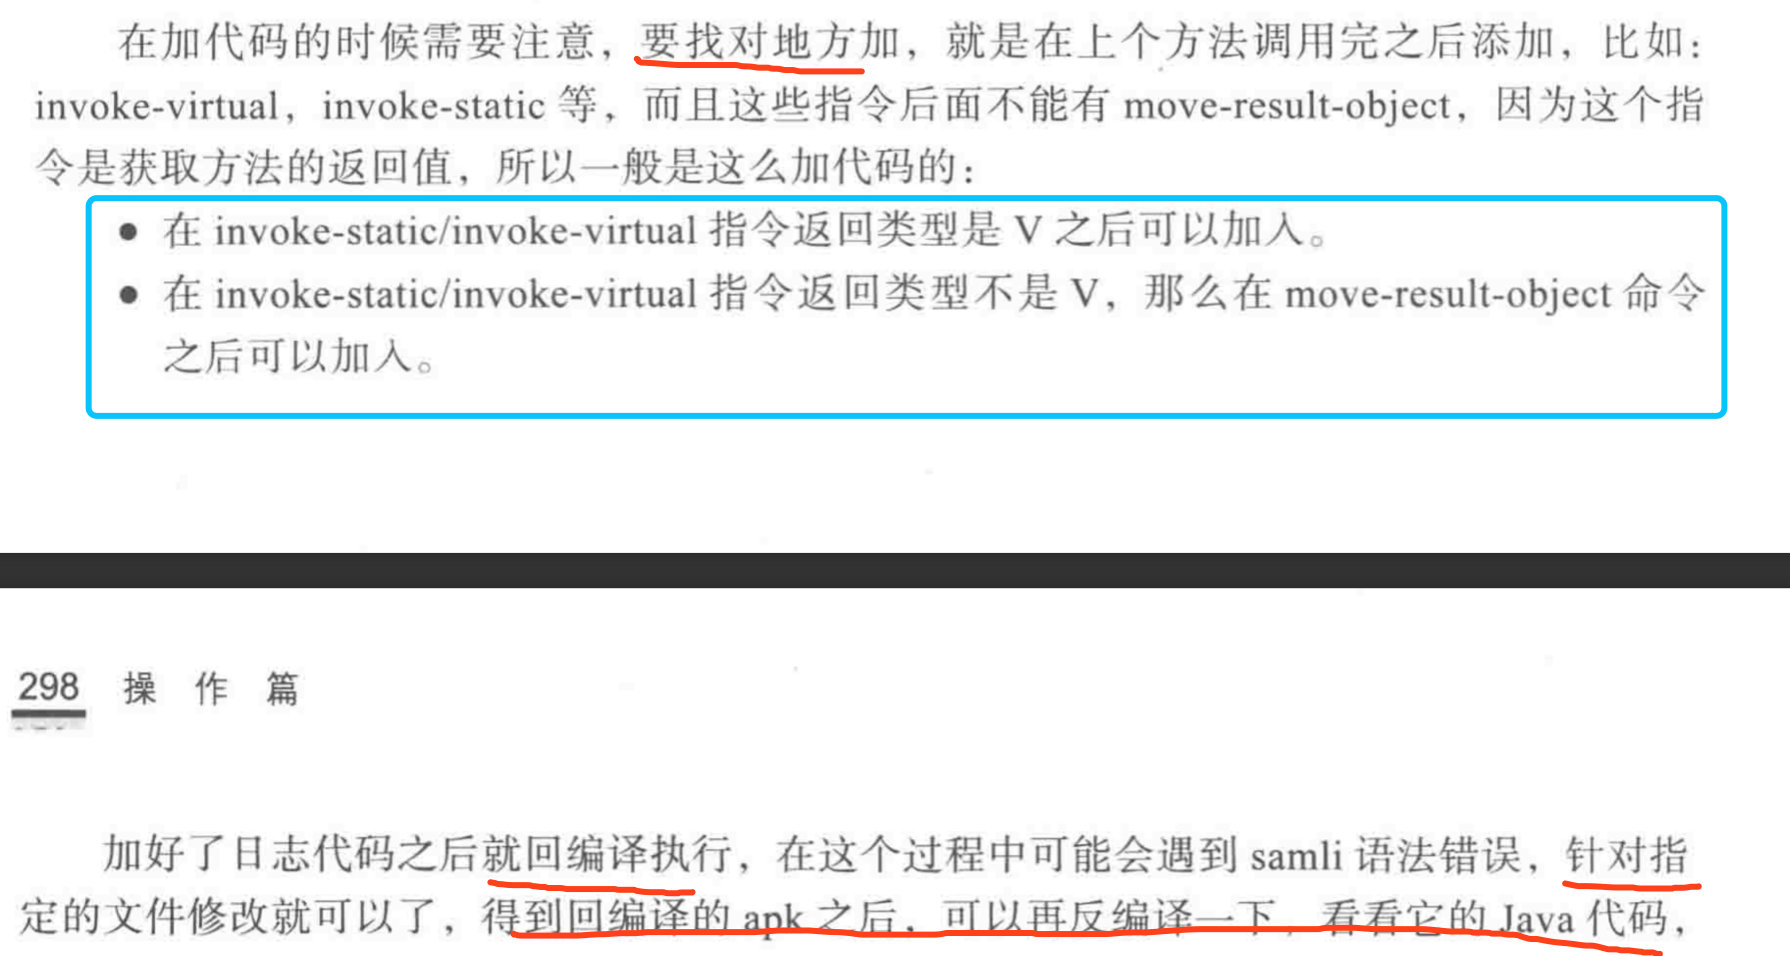 在加代码的时候需要注意，要找对地方加，就是在上个方法调用完之后添加，比如：
invoke-virtual，invoke-static 等，而且这些指令后面不能有 move-result-object，因为这个指
令是获取方法的返回值，所以一般是这么加代码的：
● 在 invoke-static/invoke-virtual 指令返回类型是 V 之后可以加入。
● 在 invoke-static/invoke-virtual 指令返回类型不是 V，那么在 move-result-object 命令
之后可以加入。
298 操 作 篇
加好了日志代码之后就回编译执行，在这个过程中可能会遇到 samli 语法错误，针对指
定的文件修改就可以了，得到回编译的 apk 之后，可以再反编译一下，看看它的 Java 代码，